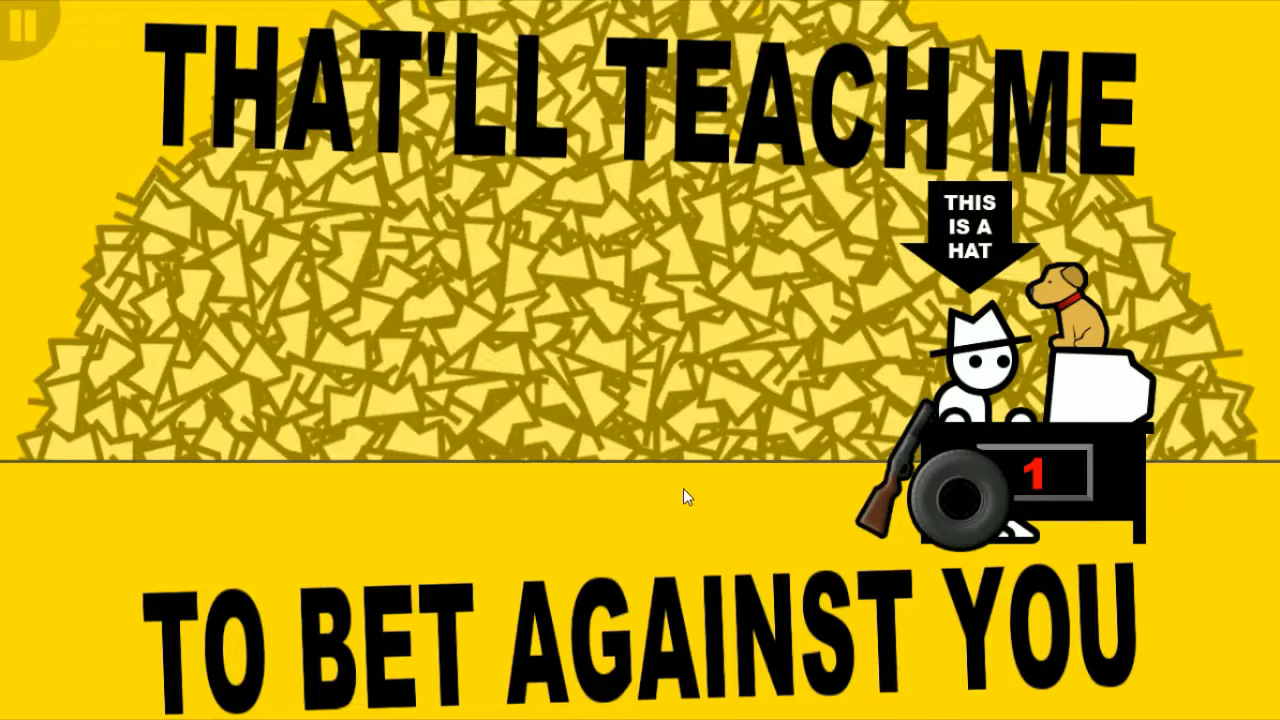 THAT'LL TEACH ME
THIS
IS A
HAT
1
TO BET AGAINST YOU